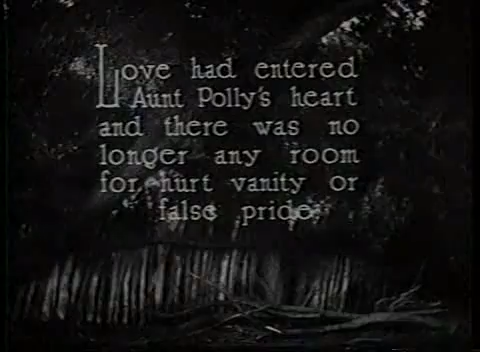 Love had entered
Aunt Polly's heart
and there was no
longer any room
for hurt vanity or
false pride.